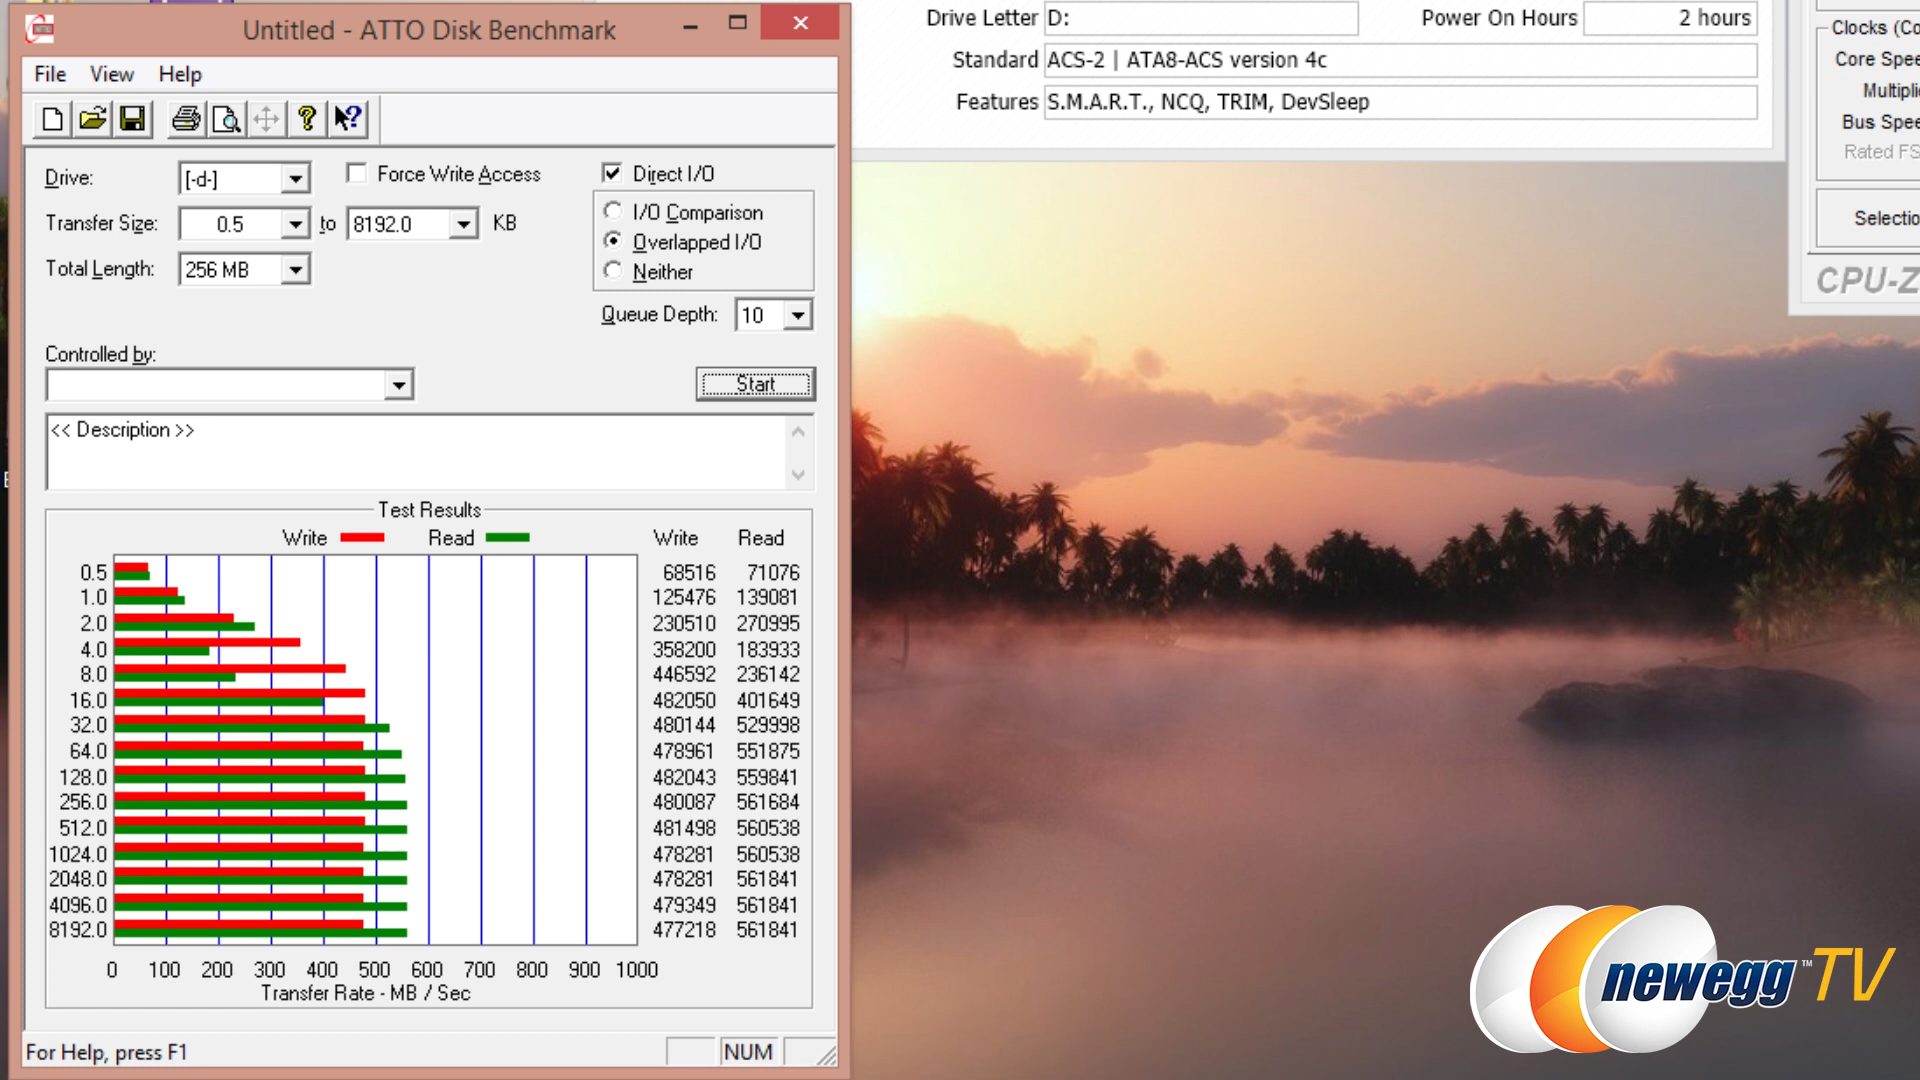 Untitled - ATTO Disk Benchmark
File View Help
Drive: [-d-] Force Write Access Direct I/O
Transfer Size: 0.5 to 8192.0 KB
I/O Comparison
Overlapped I/O
Total Length: 256 MB
Neither
Queue Depth: 10
Controlled by:
Start
<< Description >>
Test Results
Write Read Write Read
0.5 68516 71076
1.0 125476 139081
2.0 230510 270995
4.0 358200 183933
8.0 446592 236142
16.0 482050 401649
32.0 480144 529998
64.0 478961 551875
128.0 482043 559841
256.0 480087 561684
512.0 481498 560538
1024.0 478281 560538
2048.0 478281 561841
4096.0 479349 561841
8192.0 477218 561841
0 100 200 300 400 500 600 700 800 900 1000
Transfer Rate - MB / Sec
For Help, press F1 NUM
Drive Letter D: Power On Hours 2 hours
Standard ACS-2 | ATA8-ACS version 4c
Features S.M.A.R.T., NCQ, TRIM, DevSleep
Clocks (Co
Core Spee
Multipli
Bus Spee
Rated FS
Selectio
CPU-Z
newegg™TV